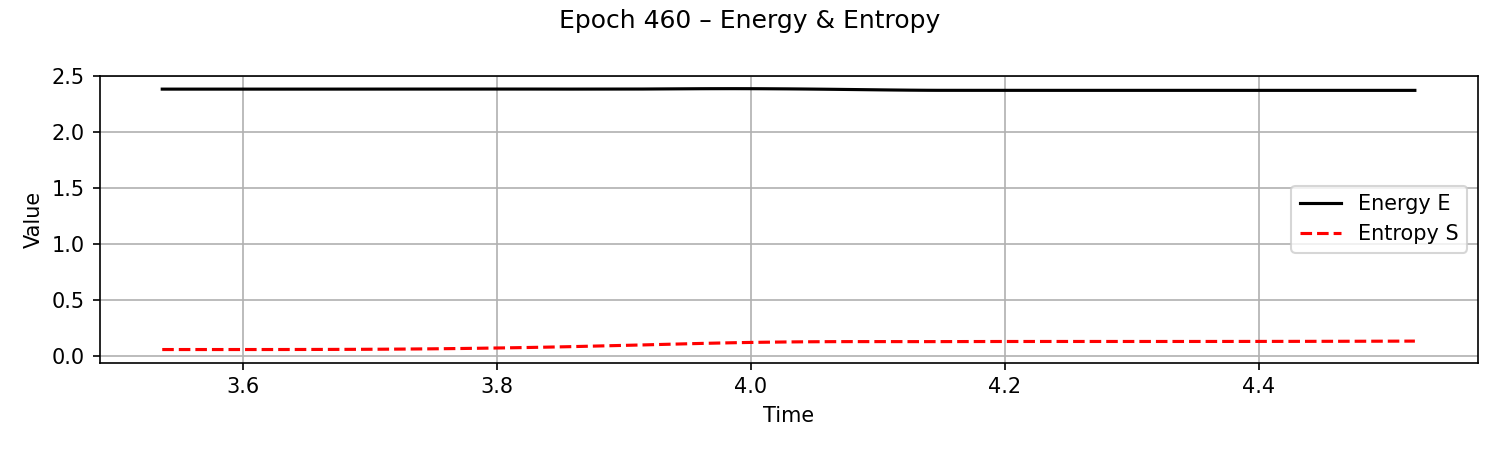 Epoch 460 – Energy & Entropy
2.5
2.0
1.5
1.0
0.5
0.0
Value
Energy E
Entropy S
3.6 3.8 4.0 4.2 4.4
Time